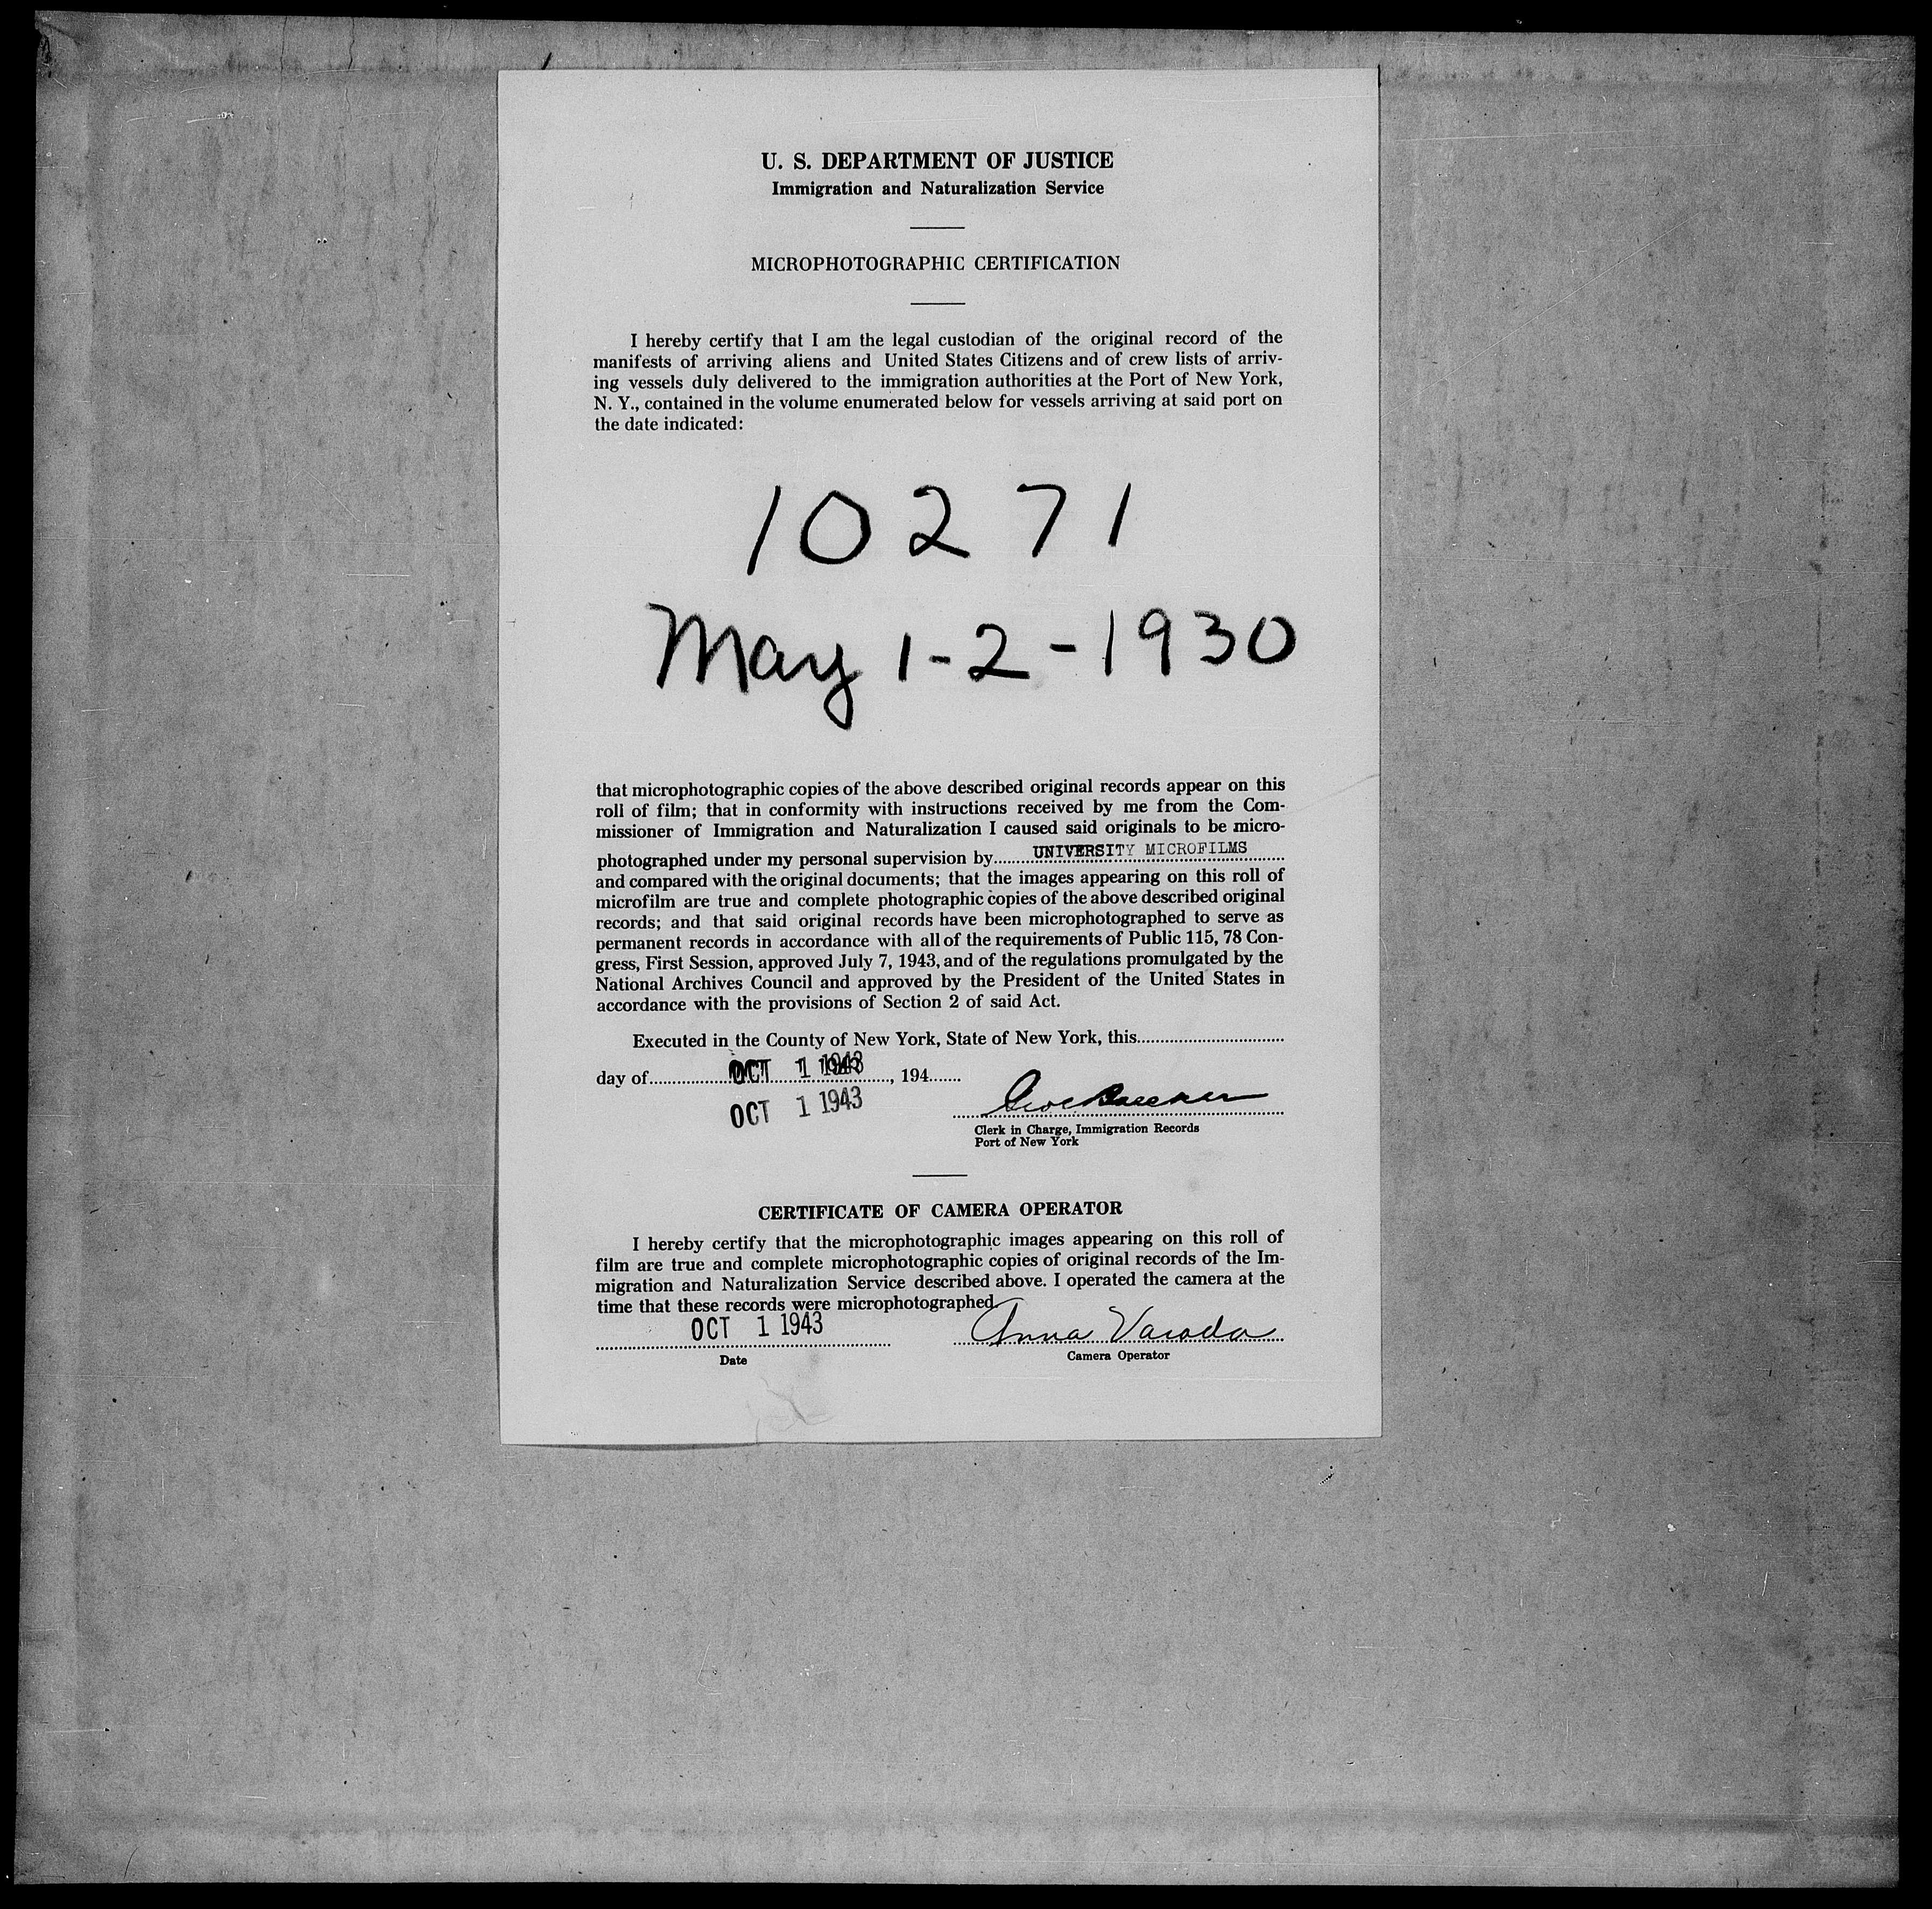 U. S. DEPARTMENT OF JUSTICE
Immigration and Naturalization Service
MICROPHOTOGRAPHIC CERTIFICATION
I hereby certify that I am the legal custodian of the original record of the
manifests of arriving aliens and United States Citizens and of crew lists of arriv-
ing vessels duly delivered to the immigration authorities at the Port of New York,
N. Y., contained in the volume enumerated below for vessels arriving at said port on
the date indicated:
10271
May 1-2-1930
that microphotographic copies of the above described original records appear on this
roll of film; that in conformity with instructions received by me from the Com-
missioner of Immigration and Naturalization I caused said originals to be micro-
photographed under my personal supervision by UNIVERSITY MICROFILMS
and compared with the original documents; that the images appearing on this roll of
microfilm are true and complete photographic copies of the above described original
records; and that said original records have been microphotographed to serve as
permanent records in accordance with all of the requirements of Public 115, 78 Con-
gress, First Session, approved July 7, 1943, and of the regulations promulgated by the
National Archives Council and approved by the President of the United States in
accordance with the provisions of Section 2 of said Act.
Executed in the County of New York, State of New York, this
day of OCT 1 1943, 194
OCT 1 1943
Clerk in Charge, Immigration Records
Port of New York
CERTIFICATE OF CAMERA OPERATOR
I hereby certify that the microphotographic images appearing on this roll of
film are true and complete microphotographic copies of original records of the Im-
migration and Naturalization Service described above. I operated the camera at the
time that these records were microphotographed.
OCT 1 1943 Anna Varada
Date Camera Operator